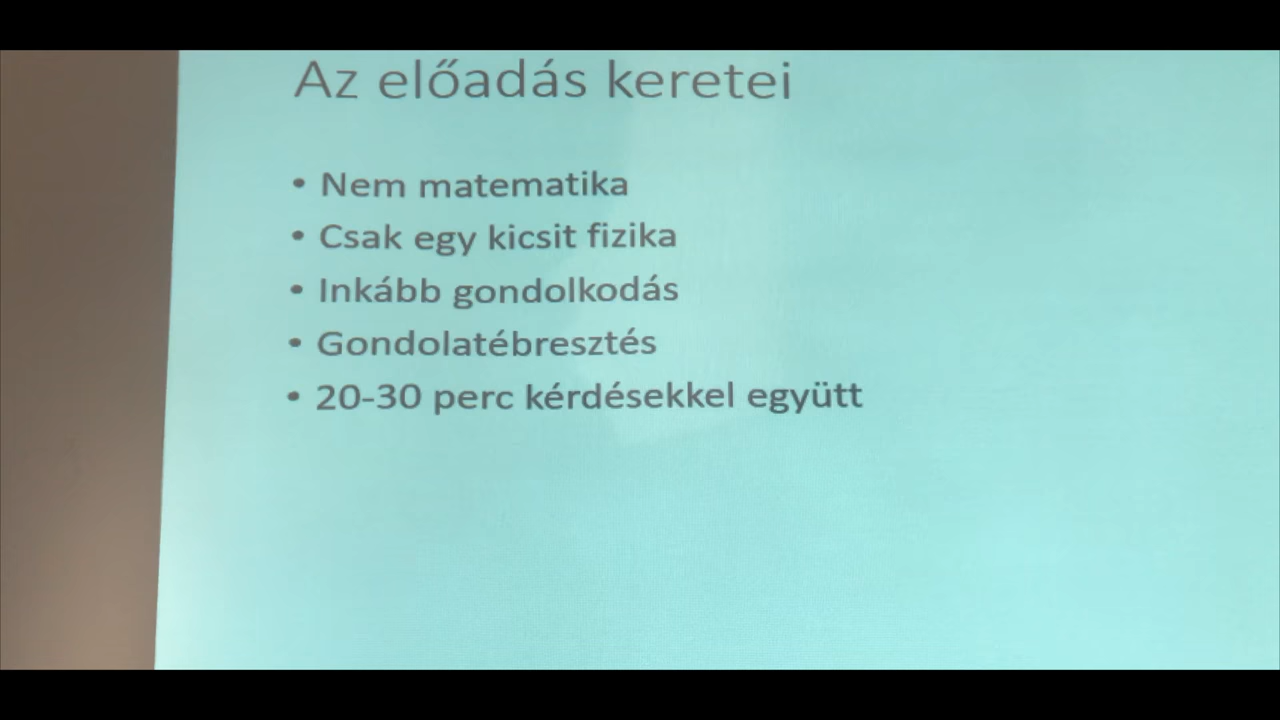 Az előadás keretei
• Nem matematika
• Csak egy kicsit fizika
• Inkább gondolkodás
• Gondolatébresztés
• 20-30 perc kérdésekkel együtt